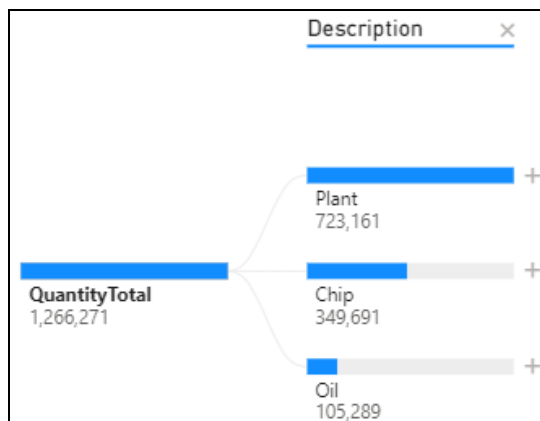 Description
Plant
723,161
QuantityTotal
1,266,271
Chip
349,691
Oil
105,289